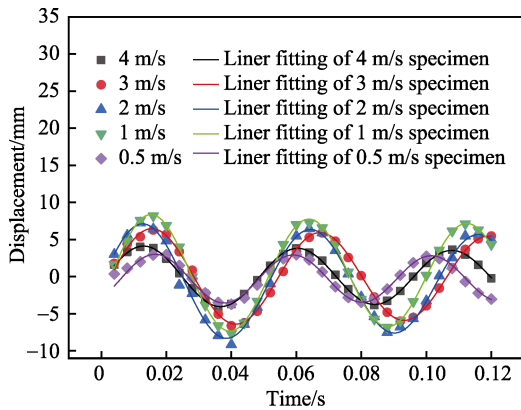 35
30
25
20
15
10
5
0
−5
−10
Displacement/mm
4 m/s Liner fitting of 4 m/s specimen
3 m/s Liner fitting of 3 m/s specimen
2 m/s Liner fitting of 2 m/s specimen
1 m/s Liner fitting of 1 m/s specimen
0.5 m/s Liner fitting of 0.5 m/s specimen
0 0.02 0.04 0.06 0.08 0.10 0.12
Time/s